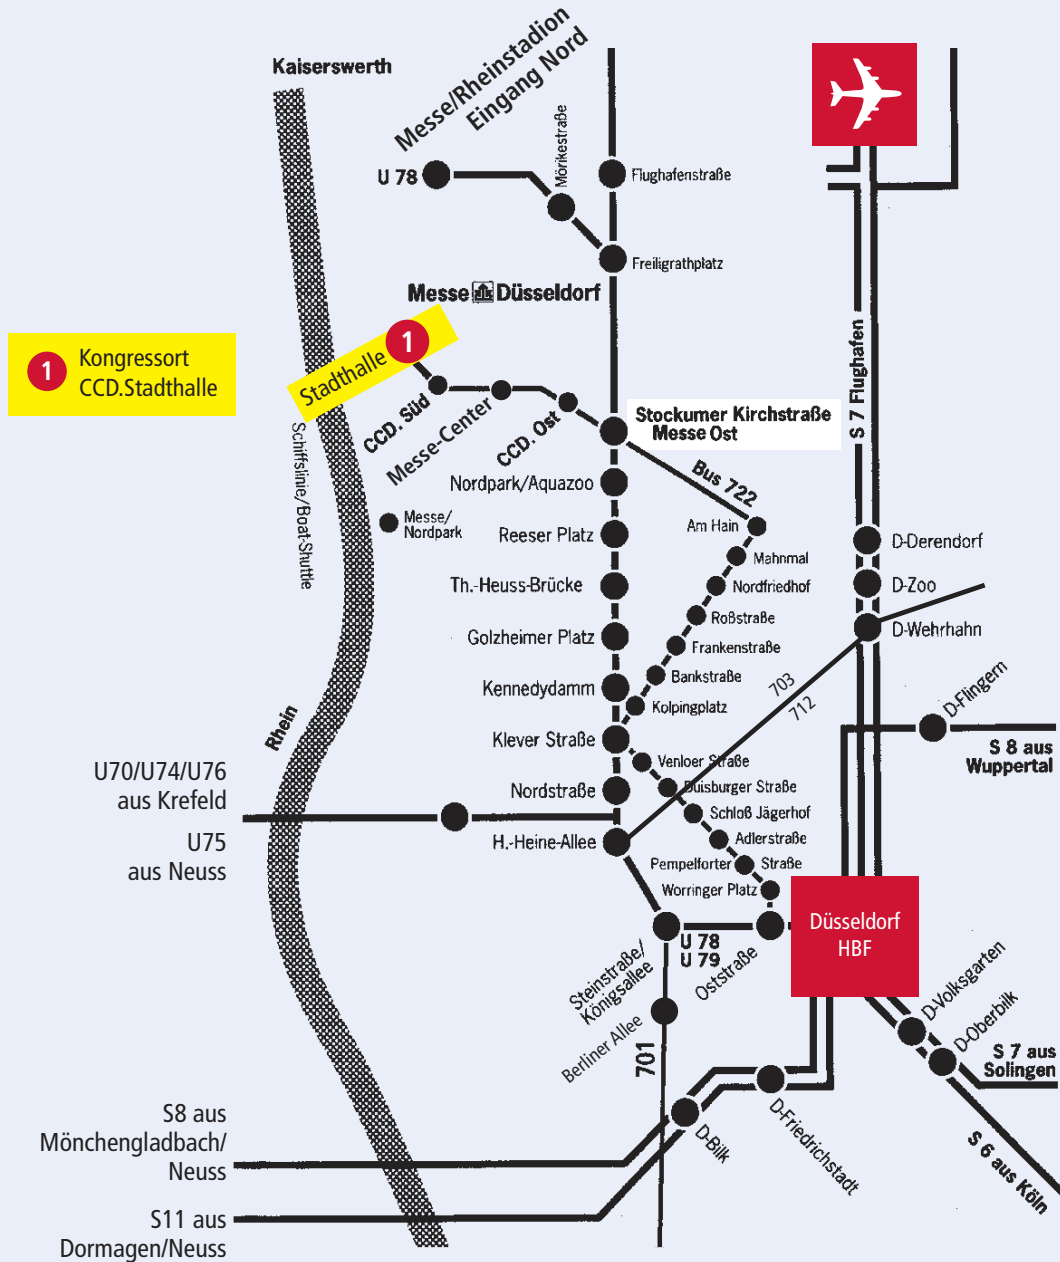 Kaiserswerth
Messe/Rheinstadion
Eingang Nord
U 78
Mörikestraße
Flughafenstraße
Freiligrathplatz
Messe Düsseldorf
1
Kongressort
CCD.Stadthalle
Stadthalle
1
CCD. Süd
Messe-Center
CCD. Ost
Stockumer Kirchstraße
Messe Ost
S 7 Flughafen
Schiffslinie/Boat-Shuttle
Bus 722
Nordpark/Aquazoo
Messe/
Nordpark
Reeser Platz
Am Hain
D-Derendorf
Mahnmal
Th.-Heuss-Brücke
Nordfriedhof
D-Zoo
Roßstraße
D-Wehrhahn
Golzheimer Platz
Frankenstraße
Bankstraße
Kennedydamm
703
712
Kolpingplatz
D-Flingern
Rhein
Klever Straße
S 8 aus
Wuppertal
Venloer Straße
U70/U74/U76
aus Krefeld
Nordstraße
Duisburger Straße
Schloß Jägerhof
U75
aus Neuss
H.-Heine-Allee
Adlerstraße
Pempelforter Straße
Worringer Platz
Düsseldorf
HBF
U 78
U 79
Steinstraße/
Königsallee
Oststraße
D-Volksgarten
D-Oberbilk
Berliner Allee
701
S 7 aus
Solingen
S8 aus
Mönchengladbach/
Neuss
D-Bilk
D-Friedrichstadt
S 6 aus Köln
S11 aus
Dormagen/Neuss